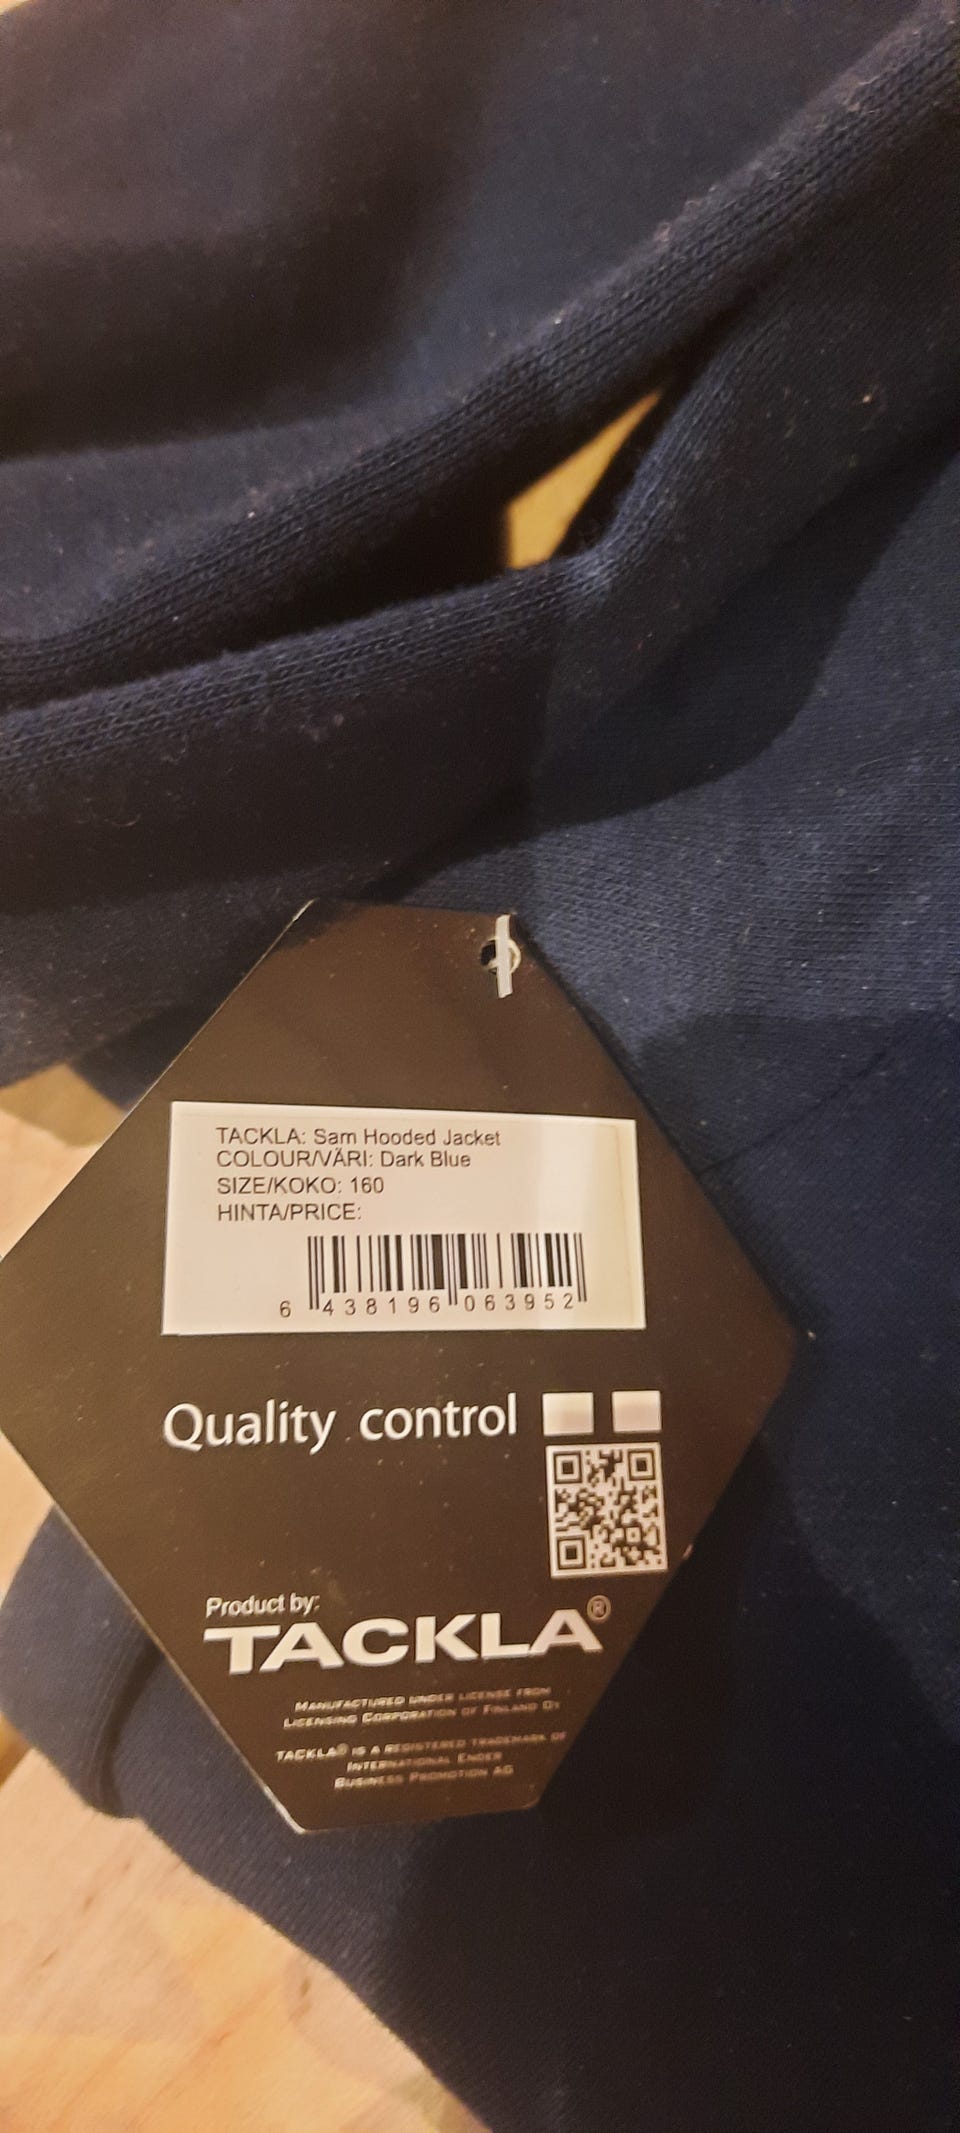 TACKLA: Sam Hooded Jacket
COLOUR/VÄRI: Dark Blue
SIZE/KOKO: 160
HINTA/PRICE:
6 438196 063952
Quality control
Product by:
TACKLA®
MANUFACTURED UNDER LICENSE FROM
LICENSING CORPORATION OF FINLAND OY
TACKLA® IS A REGISTERED TRADEMARK OF
INTERNATIONAL ENDER
BUSINESS PROMOTION AG